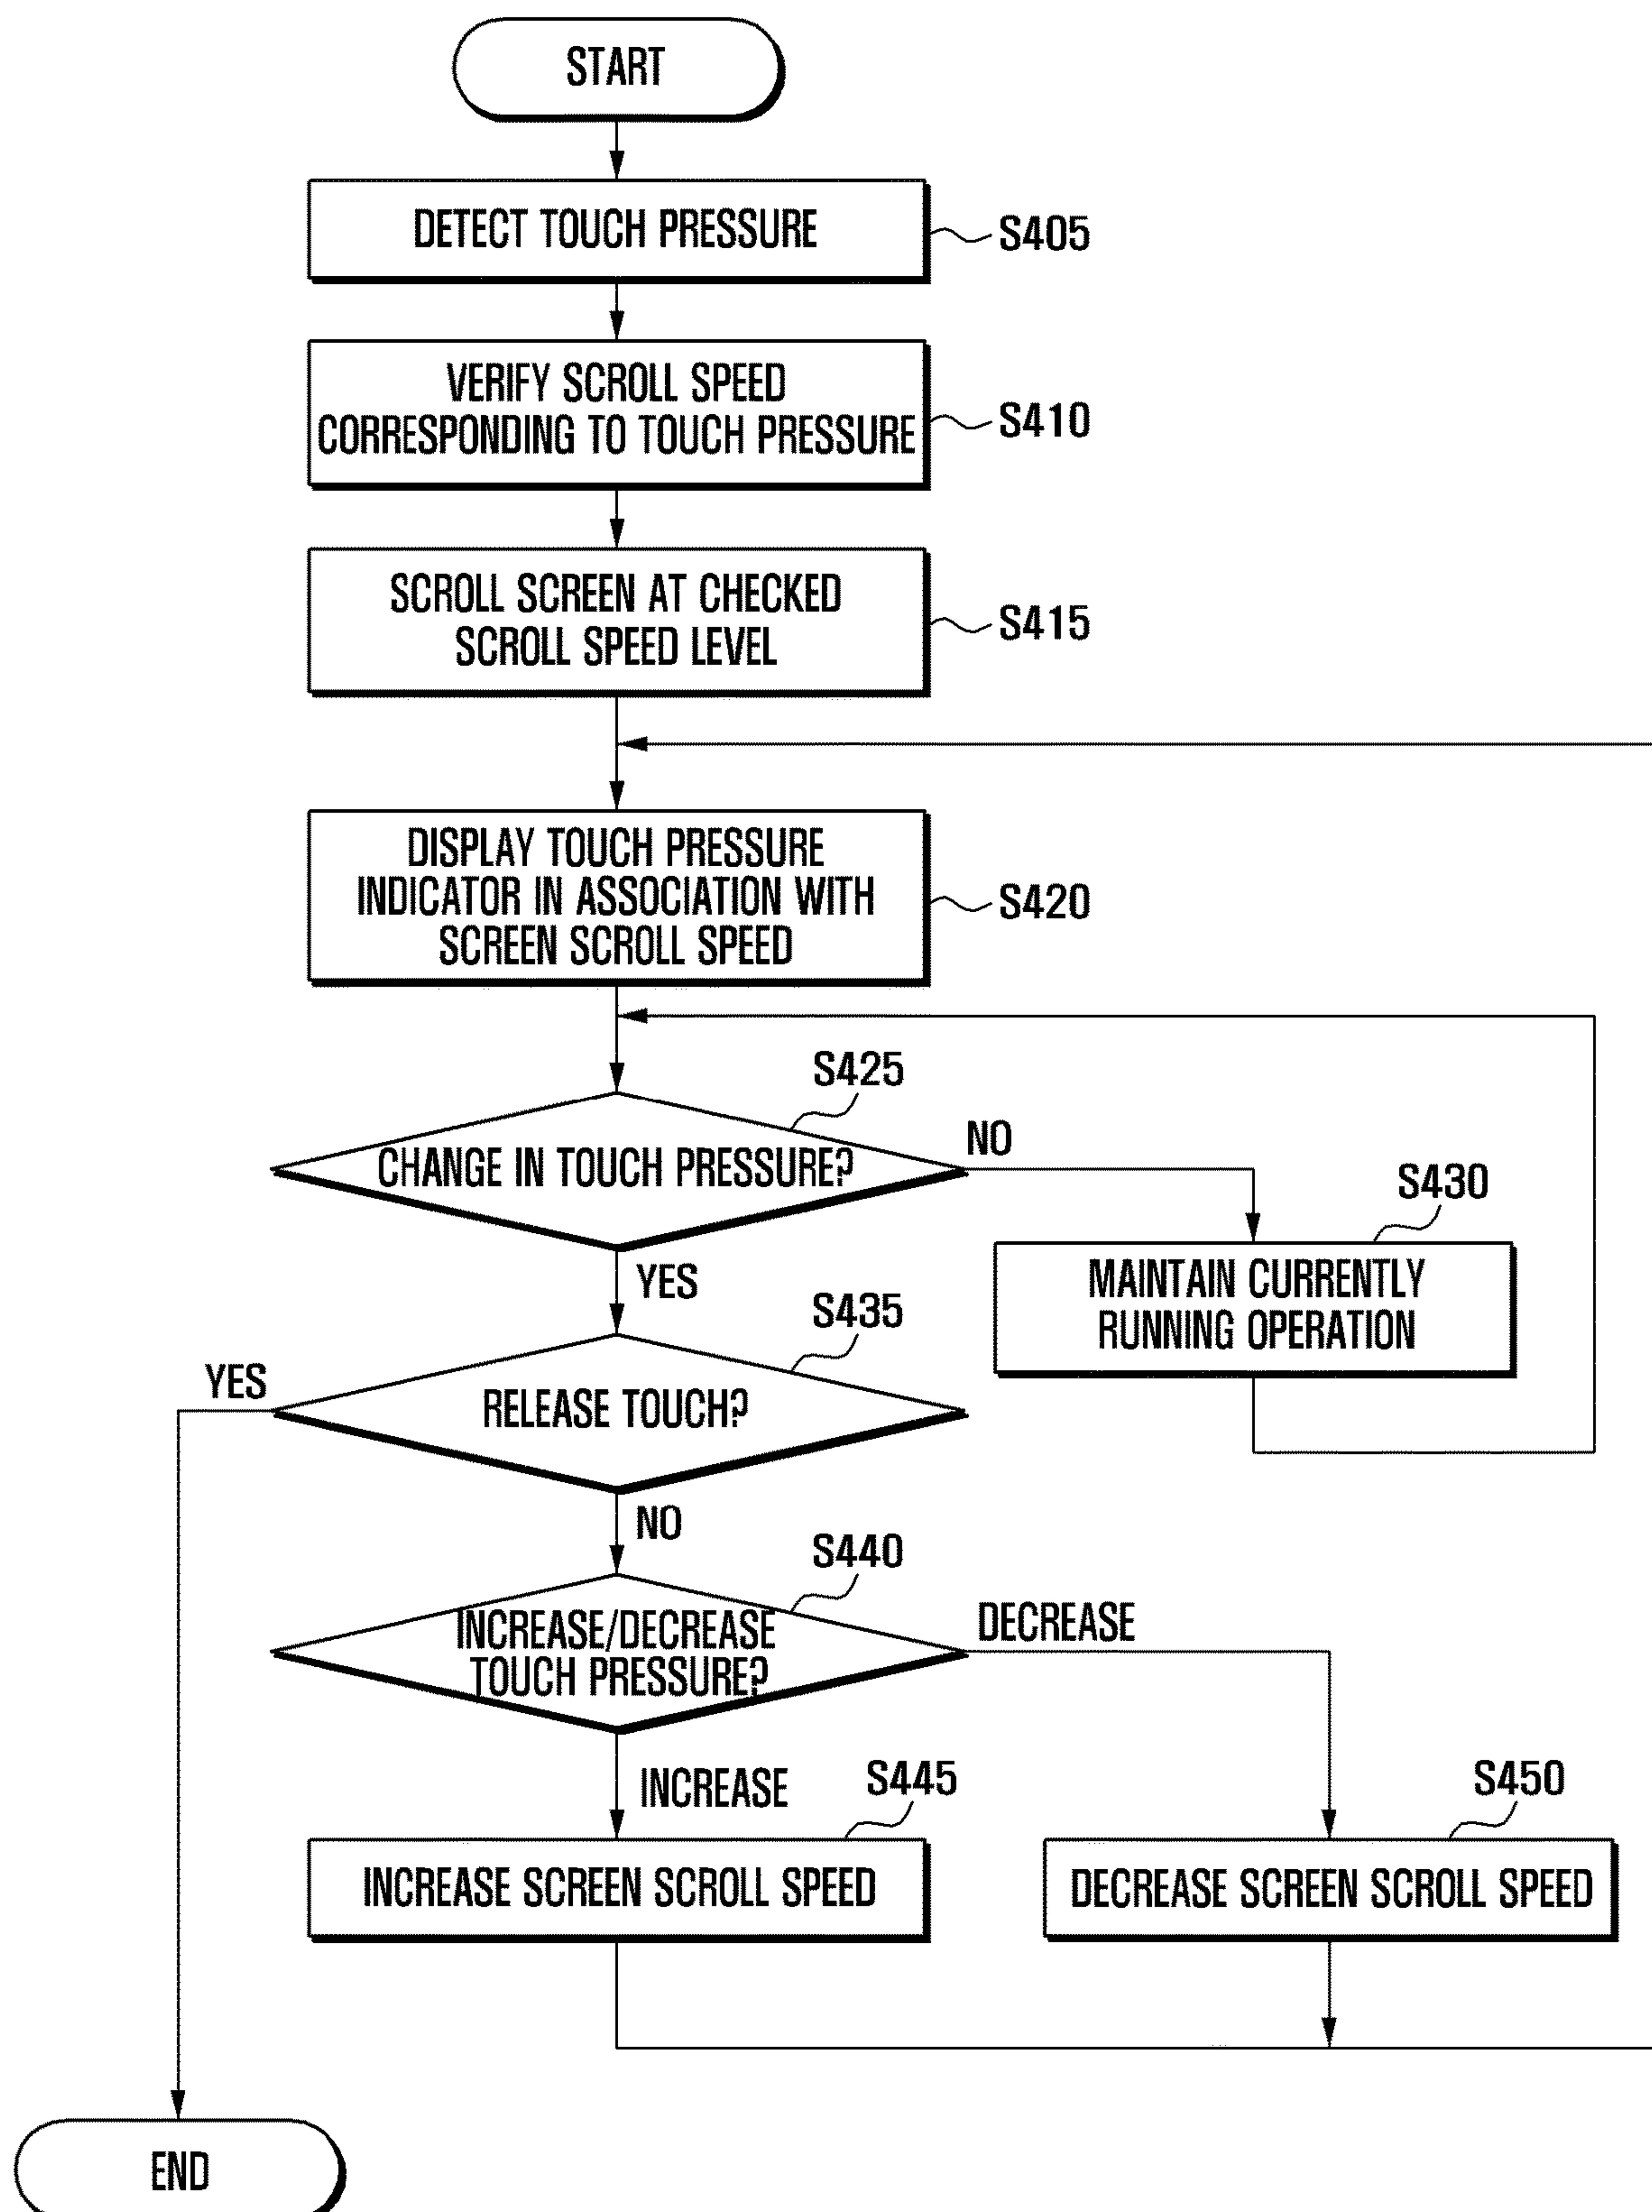 START
DETECT TOUCH PRESSURE
S405
VERIFY SCROLL SPEED
CORRESPONDING TO TOUCH PRESSURE
S410
SCROLL SCREEN AT CHECKED
SCROLL SPEED LEVEL
S415
DISPLAY TOUCH PRESSURE
INDICATOR IN ASSOCIATION WITH
SCREEN SCROLL SPEED
S420
S425
CHANGE IN TOUCH PRESSURE?
NO
S430
MAINTAIN CURRENTLY
RUNNING OPERATION
YES
S435
YES
RELEASE TOUCH?
NO
S440
INCREASE/DECREASE
TOUCH PRESSURE?
DECREASE
INCREASE
S445
S450
INCREASE SCREEN SCROLL SPEED
DECREASE SCREEN SCROLL SPEED
END